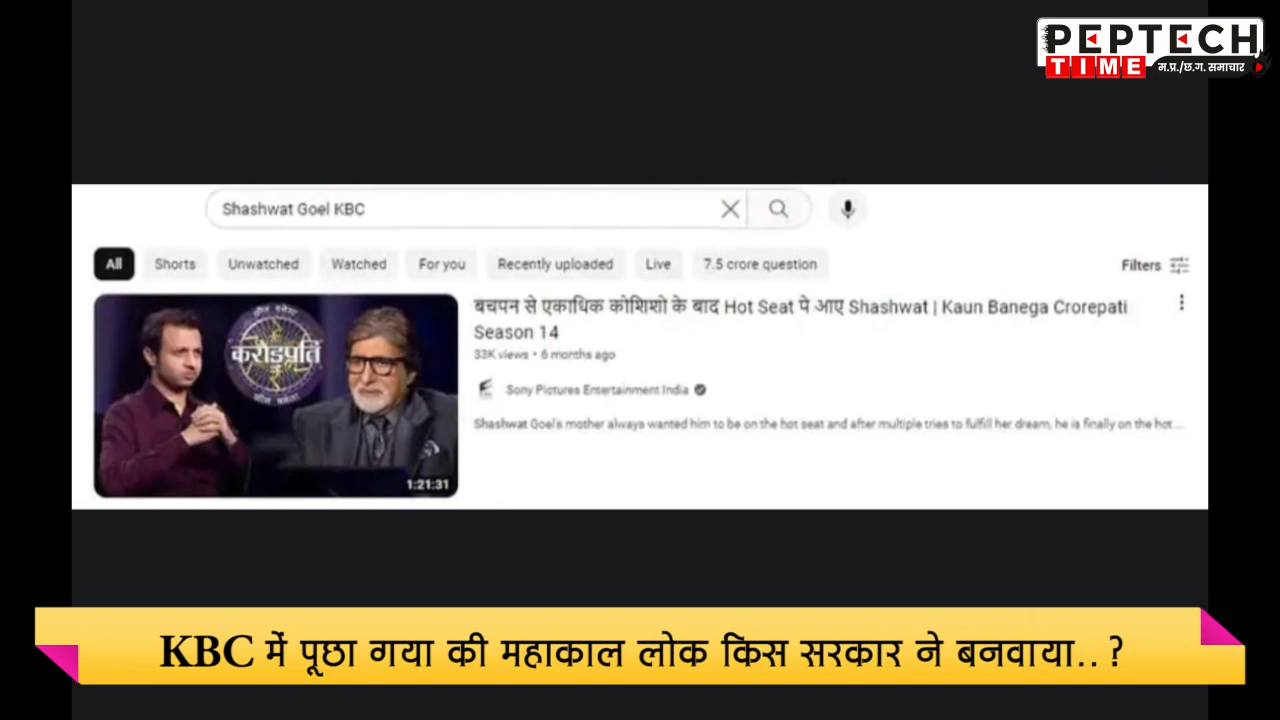 PEPTECH
TIME म.प्र./छ.ग. समाचार
Shashwat Goel KBC
All Shorts Unwatched Watched For you Recently uploaded Live 7.5 crore question Filters
बचपन से एकाधिक कोशिशो के बाद Hot Seat पे आए Shashwat | Kaun Banega Crorepati
Season 14
33K views • 6 months ago
Sony Pictures Entertainment India
Shashwat Goel's mother always wanted him to be on the hot seat and after multiple tries to fulfill her dream, he is finally on the hot ...
कौन बनेगा
करोड़पति
1:21:31
KBC में पूछा गया की महाकाल लोक किस सरकार ने बनवाया..?